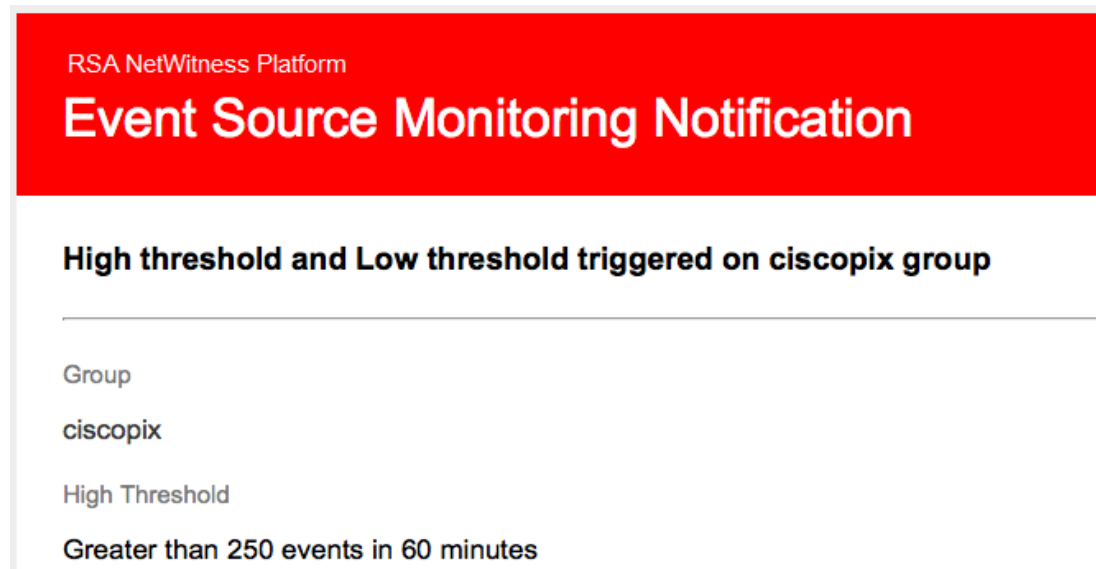 RSA NetWitness Platform
Event Source Monitoring Notification
High threshold and Low threshold triggered on ciscopix group
Group
ciscopix
High Threshold
Greater than 250 events in 60 minutes